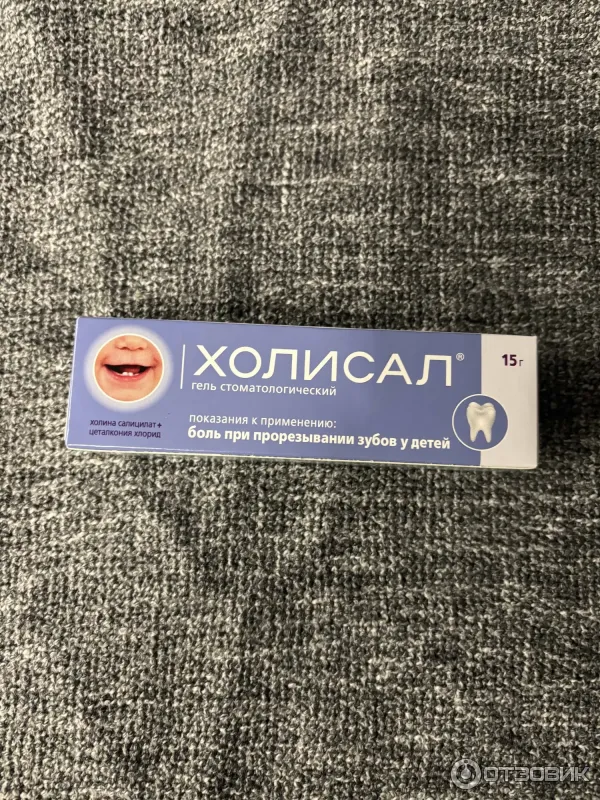 ХОЛИСАЛ®
гель стоматологический
15 г
холина салицилат+
цеталкония хлорид
показания к применению:
боль при прорезывании зубов у детей
ОТЗОВИК